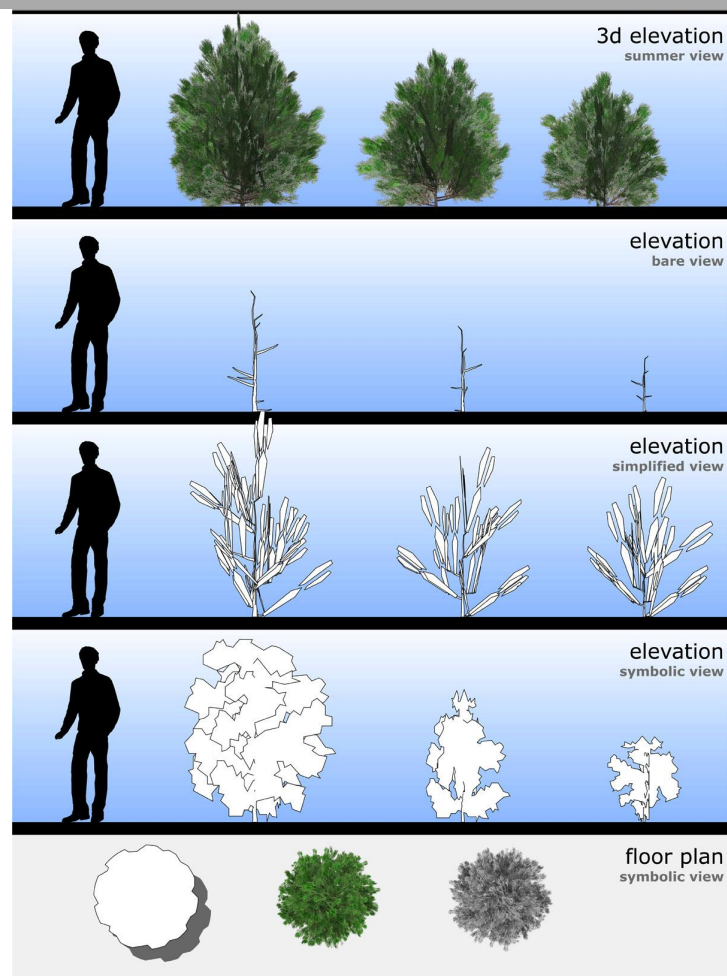 3d elevation
summer view
elevation
bare view
elevation
simplified view
elevation
symbolic view
floor plan
symbolic view